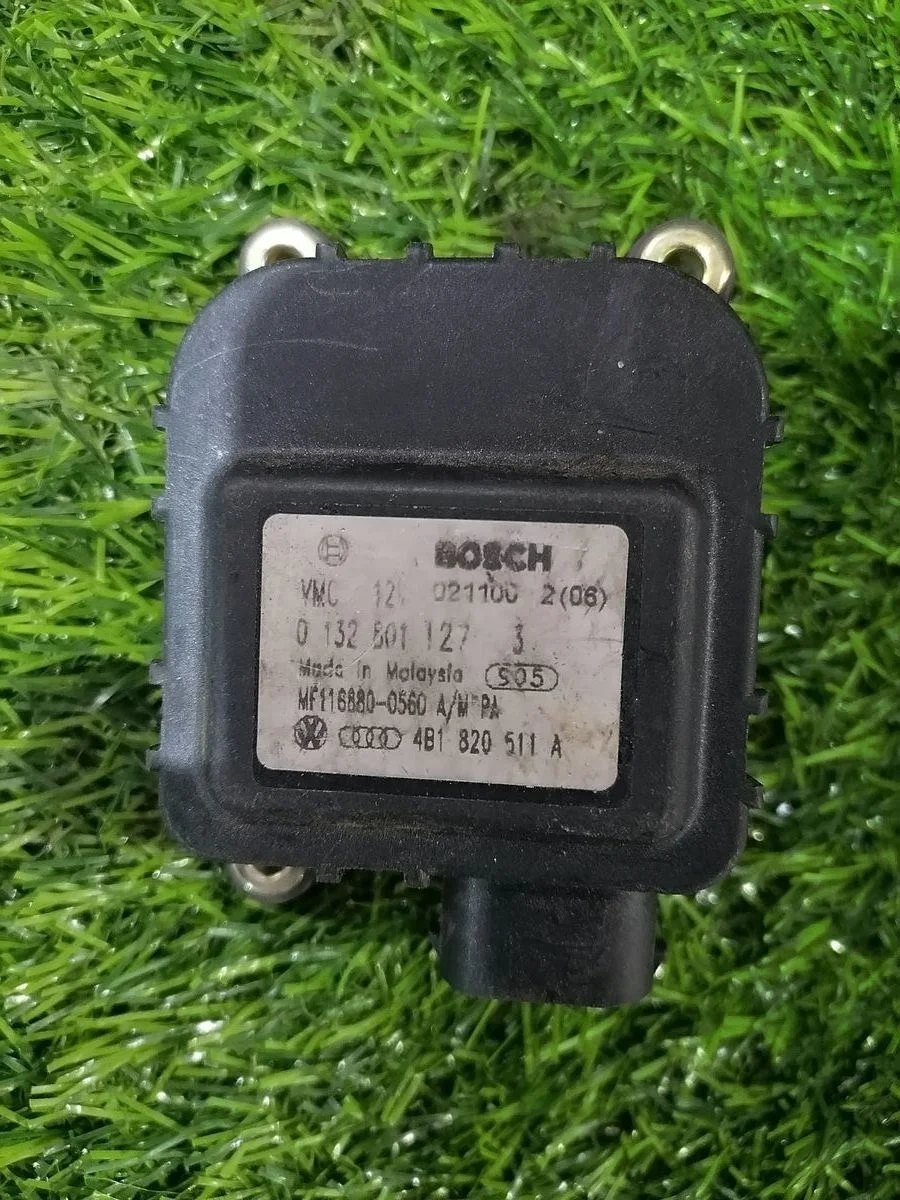 BOSCH
VMC 12 021100 2(06)
0 132 801 127 3
Made in Malaysia S05
MF116880-0560
4B1 820 511 A